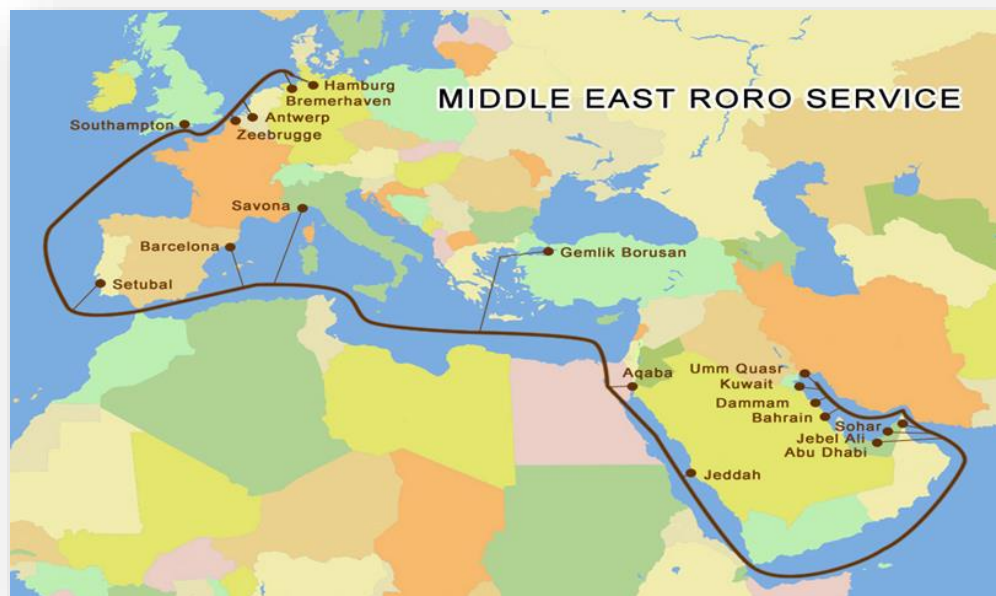 MIDDLE EAST RORO SERVICE
Hamburg
Bremerhaven
Antwerp
Zeebrugge
Southampton
Savona
Barcelona
Setubal
Gemlik Borusan
Aqaba
Umm Quasr
Kuwait
Dammam
Bahrain
Sohar
Jebel Ali
Abu Dhabi
Jeddah